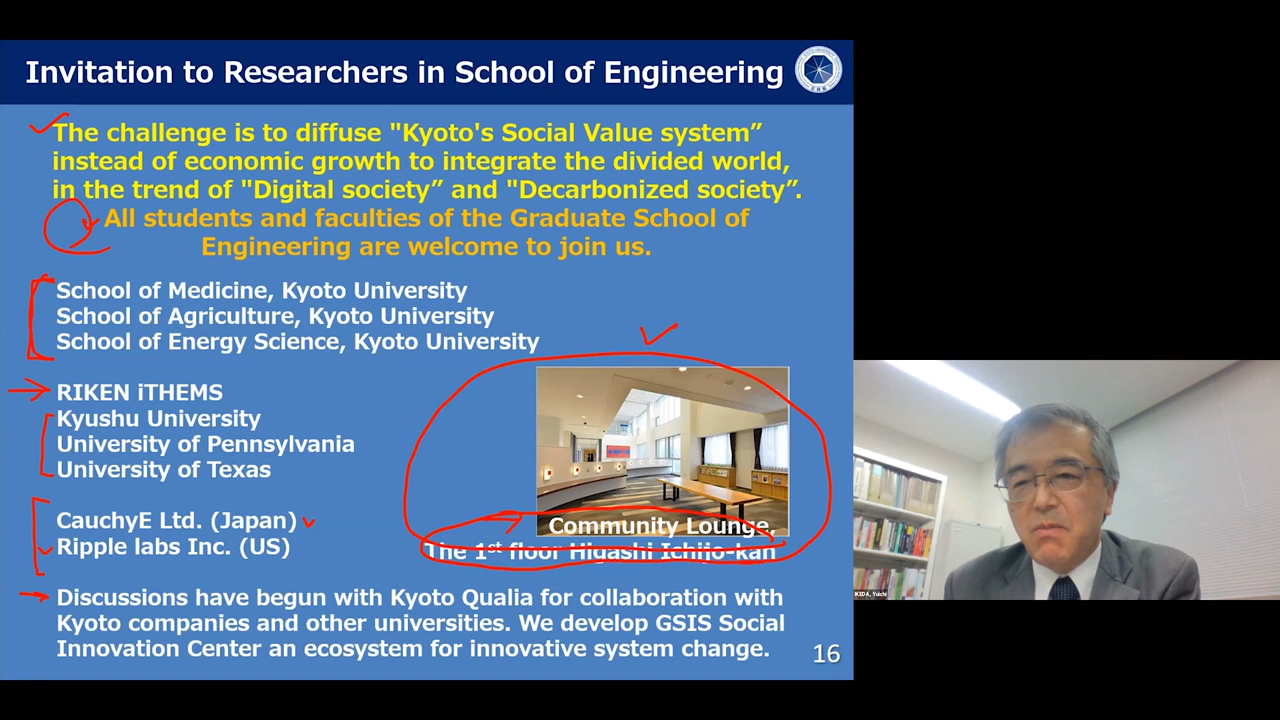 Invitation to Researchers in School of Engineering
The challenge is to diffuse "Kyoto's Social Value system”
instead of economic growth to integrate the divided world,
in the trend of "Digital society” and "Decarbonized society”.
All students and faculties of the Graduate School of
Engineering are welcome to join us.
School of Medicine, Kyoto University
School of Agriculture, Kyoto University
School of Energy Science, Kyoto University
RIKEN iTHEMS
Kyushu University
University of Pennsylvania
University of Texas
CauchyE Ltd. (Japan)
Ripple labs Inc. (US)
Community Lounge,
The 1st floor Higashi Ichijo-kan
Discussions have begun with Kyoto Qualia for collaboration with
Kyoto companies and other universities. We develop GSIS Social
Innovation Center an ecosystem for innovative system change.
16
IKEDA, Yuichi